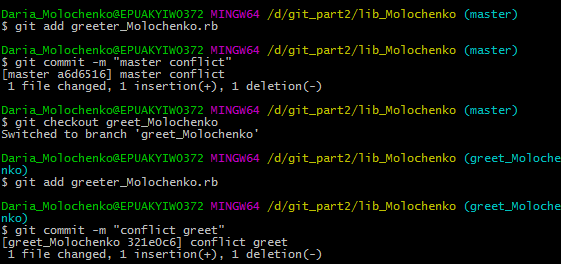 Daria_Molochenko@EPUAKYIW0372 MINGW64 /d/git_part2/lib_Molochenko (master)
$ git add greeter_Molochenko.rb
Daria_Molochenko@EPUAKYIW0372 MINGW64 /d/git_part2/lib_Molochenko (master)
$ git commit -m "master conflict"
[master a6d6516] master conflict
 1 file changed, 1 insertion(+), 1 deletion(-)
Daria_Molochenko@EPUAKYIW0372 MINGW64 /d/git_part2/lib_Molochenko (master)
$ git checkout greet_Molochenko
Switched to branch 'greet_Molochenko'
Daria_Molochenko@EPUAKYIW0372 MINGW64 /d/git_part2/lib_Molochenko (greet_Moloche
nko)
$ git add greeter_Molochenko.rb
Daria_Molochenko@EPUAKYIW0372 MINGW64 /d/git_part2/lib_Molochenko (greet_Moloche
nko)
$ git commit -m "conflict greet"
[greet_Molochenko 321e0c6] conflict greet
 1 file changed, 1 insertion(+), 1 deletion(-)